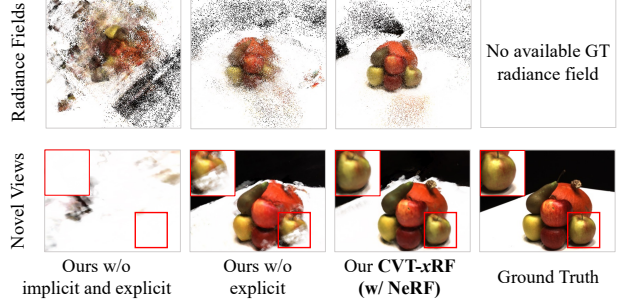 Radiance Fields
No available GT
radiance field
Novel Views
Ours w/o
implicit and explicit
Ours w/o
explicit
Our CVT-xRF
(w/ NeRF)
Ground Truth